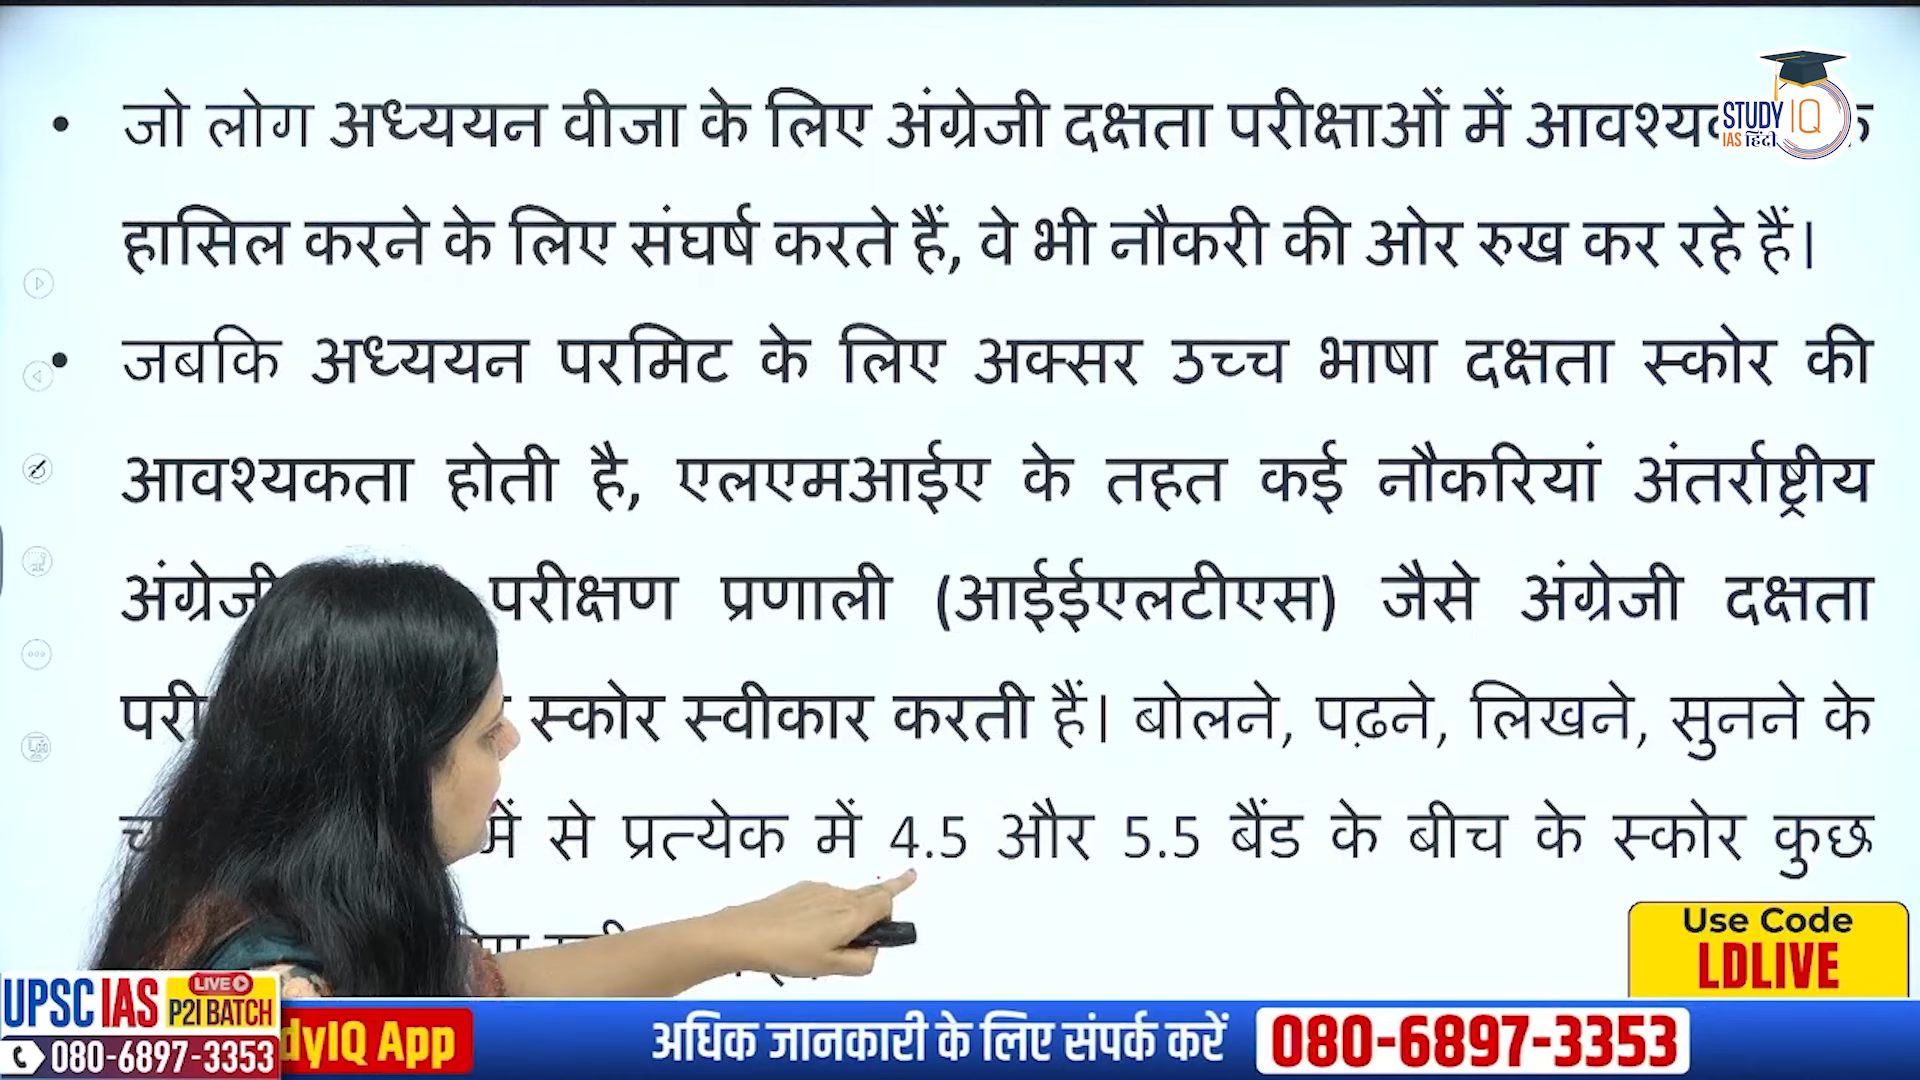 • जो लोग अध्ययन वीजा के लिए अंग्रेजी दक्षता परीक्षाओं में
हासिल करने के लिए संघर्ष करते हैं, वे भी नौकरी की ओर रुख कर रहे हैं।
• जबकि अध्ययन परमिट के लिए अक्सर उच्च भाषा दक्षता स्कोर की
आवश्यकता होती है, एलएमआईए के तहत कई नौकरियां अंतर्राष्ट्रीय
अंग्रेजी परीक्षण प्रणाली (आईईएलटीएस) जैसे अंग्रेजी दक्षता
स्कोर स्वीकार करती हैं। बोलने, पढ़ने, लिखने, सुनने के
में से प्रत्येक में 4.5 और 5.5 बैंड के बीच के स्कोर कुछ
STUDY IQ
IAS हिंदी
Use Code
LDLIVE
UPSC IAS LIVE
P2I BATCH
080-6897-3353
dyIQ App
अधिक जानकारी के लिए संपर्क करें 080-6897-3353